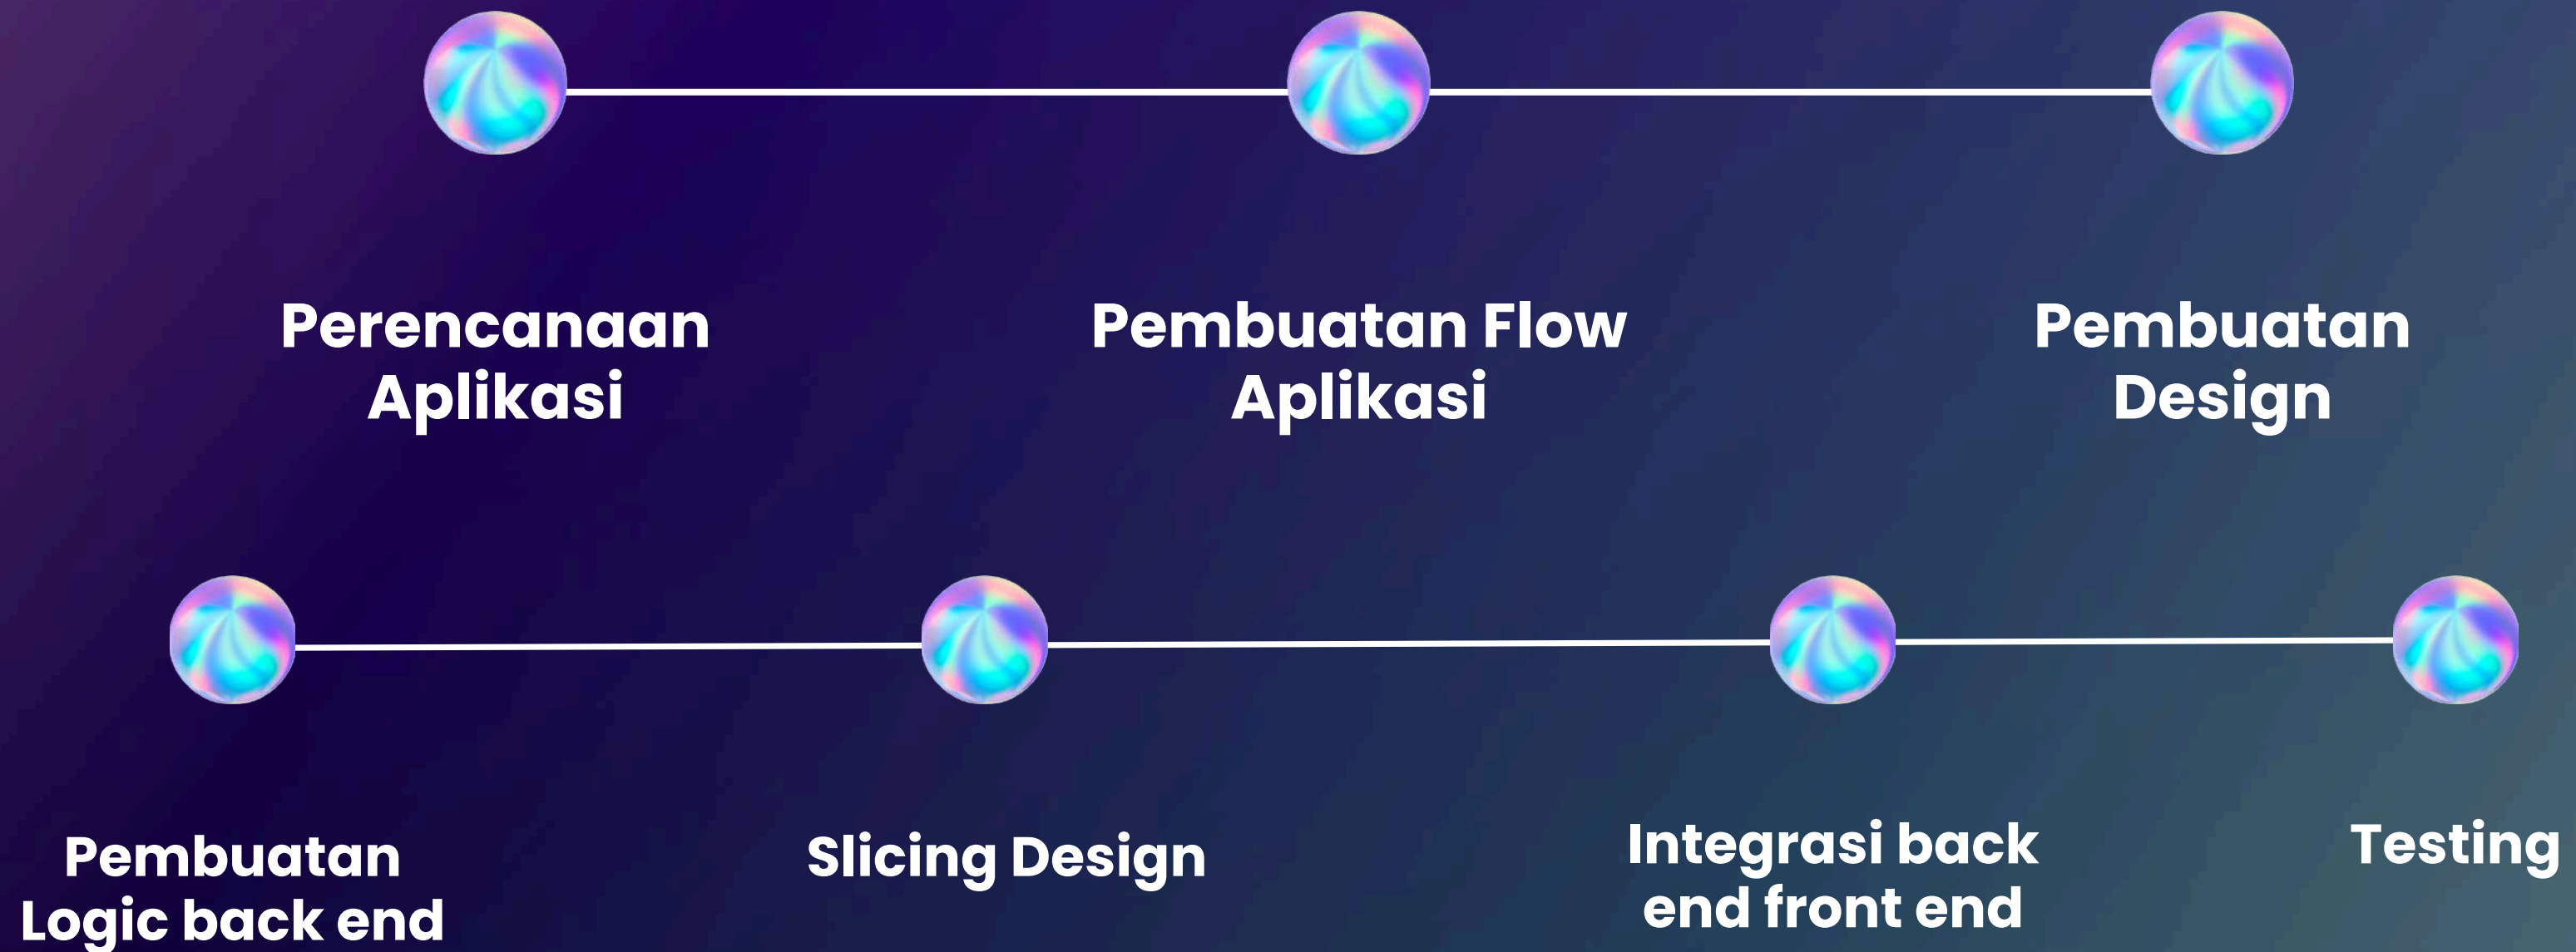 Perencanaan
Aplikasi
Pembuatan Flow
Aplikasi
Pembuatan
Design
Pembuatan
Logic back end
Slicing Design
Integrasi back
end front end
Testing